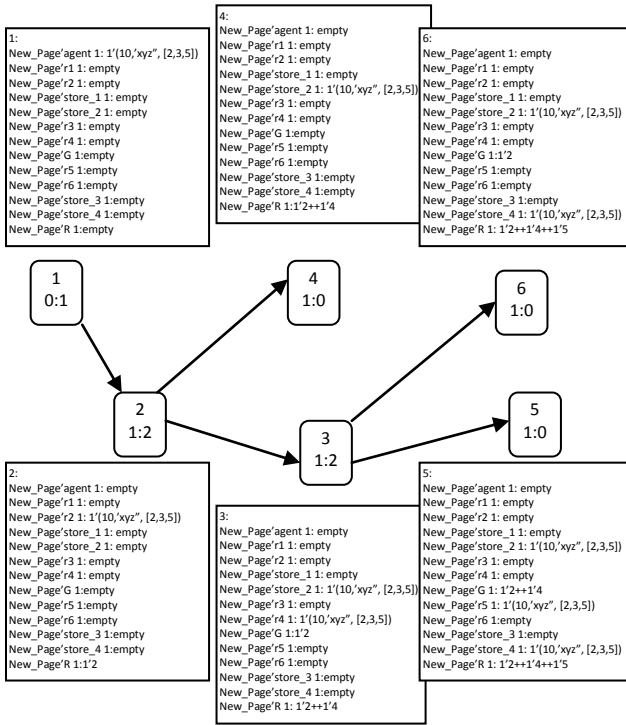 1:
New_Page'agent 1: 1'(10,'xyz", [2,3,5])
New_Page'r1 1: empty
New_Page'r2 1: empty
New_Page'store_1 1: empty
New_Page'store_2 1: empty
New_Page'r3 1: empty
New_Page'r4 1: empty
New_Page'G 1:empty
New_Page'r5 1:empty
New_Page'r6 1:empty
New_Page'store_3 1:empty
New_Page'store_4 1:empty
New_Page'R 1:empty
4:
New_Page'agent 1: empty
New_Page'r1 1: empty
New_Page'r2 1: empty
New_Page'store_1 1: empty
New_Page'store_2 1: 1'(10,'xyz", [2,3,5])
New_Page'r3 1: empty
New_Page'r4 1: empty
New_Page'G 1:empty
New_Page'r5 1:empty
New_Page'r6 1:empty
New_Page'store_3 1:empty
New_Page'store_4 1:empty
New_Page'R 1:1'2++1'4
6:
New_Page'agent 1: empty
New_Page'r1 1: empty
New_Page'r2 1: empty
New_Page'store_1 1: empty
New_Page'store_2 1: 1'(10,'xyz", [2,3,5])
New_Page'r3 1: empty
New_Page'r4 1: empty
New_Page'G 1:1'2
New_Page'r5 1:empty
New_Page'r6 1:empty
New_Page'store_3 1:empty
New_Page'store_4 1: 1'(10,'xyz", [2,3,5])
New_Page'R 1: 1'2++1'4++1'5
1
0:1
4
1:0
6
1:0
2
1:2
3
1:2
5
1:0
2:
New_Page'agent 1: empty
New_Page'r1 1: empty
New_Page'r2 1: 1'(10,'xyz", [2,3,5])
New_Page'store_1 1: empty
New_Page'store_2 1: empty
New_Page'r3 1: empty
New_Page'r4 1: empty
New_Page'G 1:empty
New_Page'r5 1:empty
New_Page'r6 1:empty
New_Page'store_3 1:empty
New_Page'store_4 1:empty
New_Page'R 1:1'2
3:
New_Page'agent 1: empty
New_Page'r1 1: empty
New_Page'r2 1: empty
New_Page'store_1 1: empty
New_Page'store_2 1: 1'(10,'xyz", [2,3,5])
New_Page'r3 1: empty
New_Page'r4 1: 1'(10,'xyz", [2,3,5])
New_Page'G 1:1'2
New_Page'r5 1:empty
New_Page'r6 1:empty
New_Page'store_3 1:empty
New_Page'store_4 1:empty
New_Page'R 1: 1'2++1'4
5:
New_Page'agent 1: empty
New_Page'r1 1: empty
New_Page'r2 1: empty
New_Page'store_1 1: empty
New_Page'store_2 1: 1'(10,'xyz", [2,3,5])
New_Page'r3 1: empty
New_Page'r4 1: empty
New_Page'G 1: 1'2++1'4
New_Page'r5 1: 1'(10,'xyz", [2,3,5])
New_Page'r6 1:empty
New_Page'store_3 1:empty
New_Page'store_4 1: 1'(10,'xyz", [2,3,5])
New_Page'R 1: 1'2++1'4++1'5